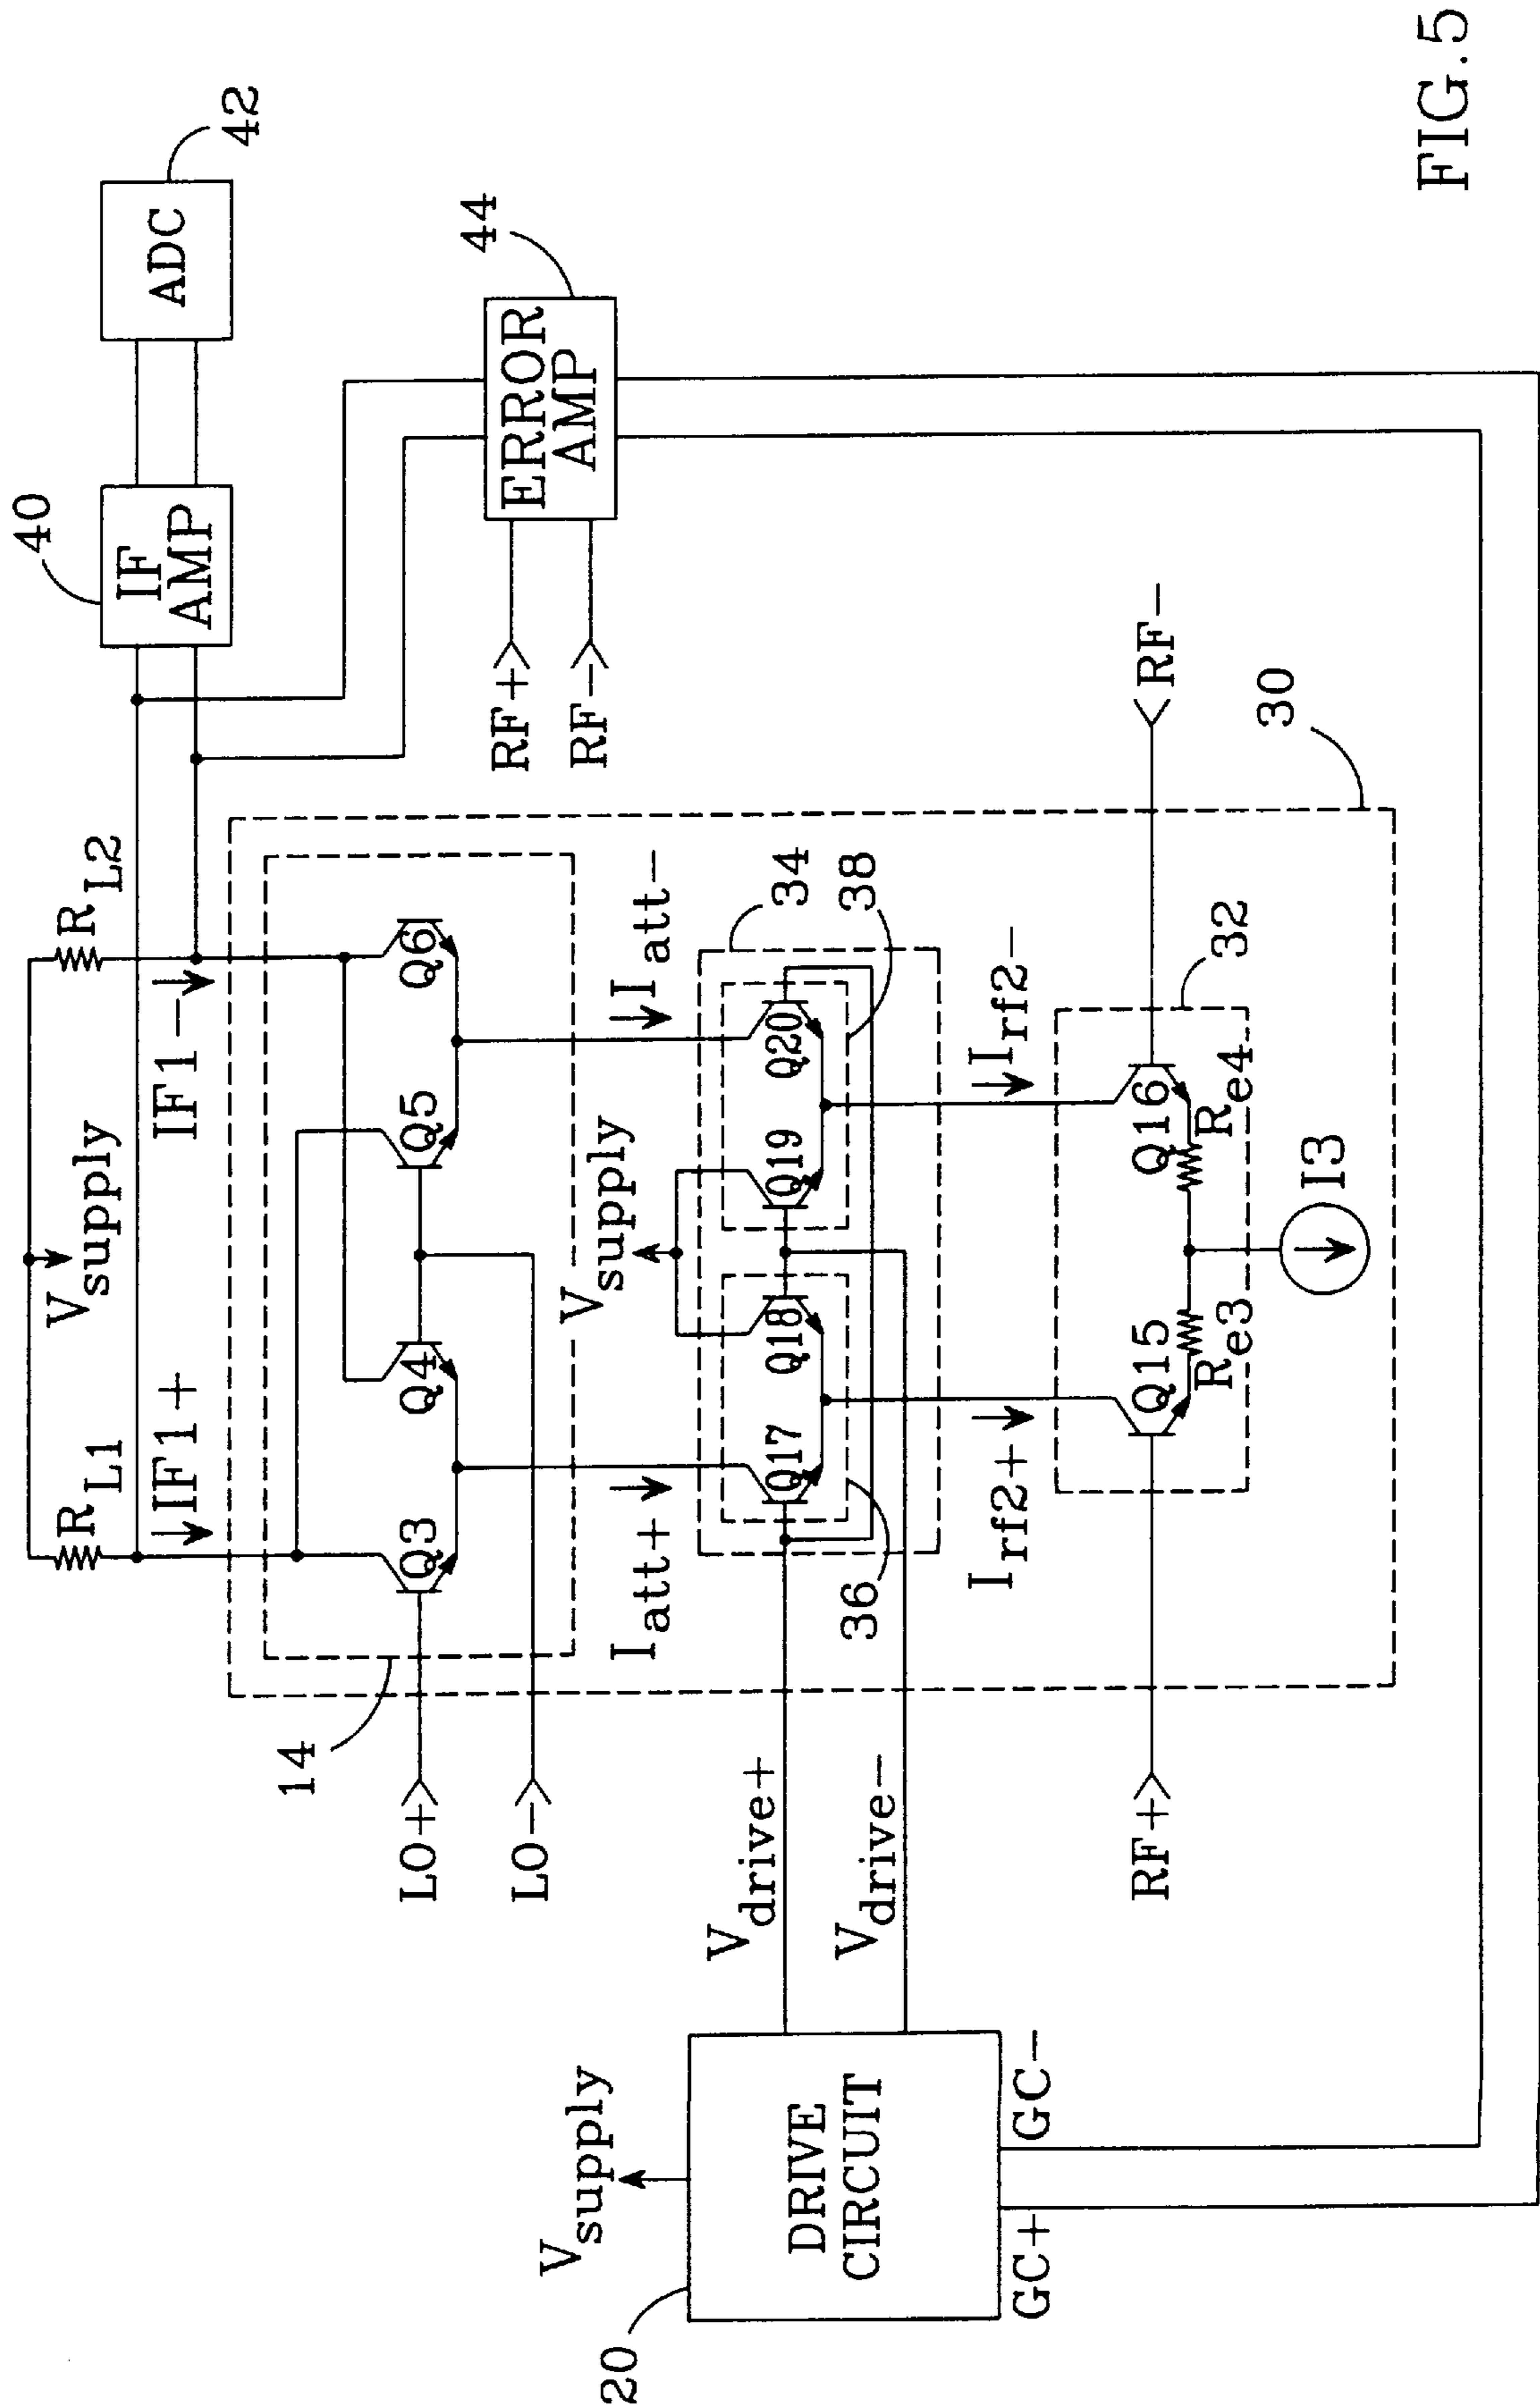 40
42
IF
AMP
ADC
V supply
R L1
R L2
IF1+
IF1-
44
ERROR
AMP
RF+
RF-
14
LO+
LO-
Q3
Q4
Q5
Q6
I att+
I att-
V supply
34
38
36
Q17
Q18
Q19
Q20
V supply
20
DRIVE
CIRCUIT
V drive+
V drive-
GC+
GC-
I rf2+
I rf2-
32
30
RF+
RF-
Q15
Q16
R e3
R e4
I3
FIG.5